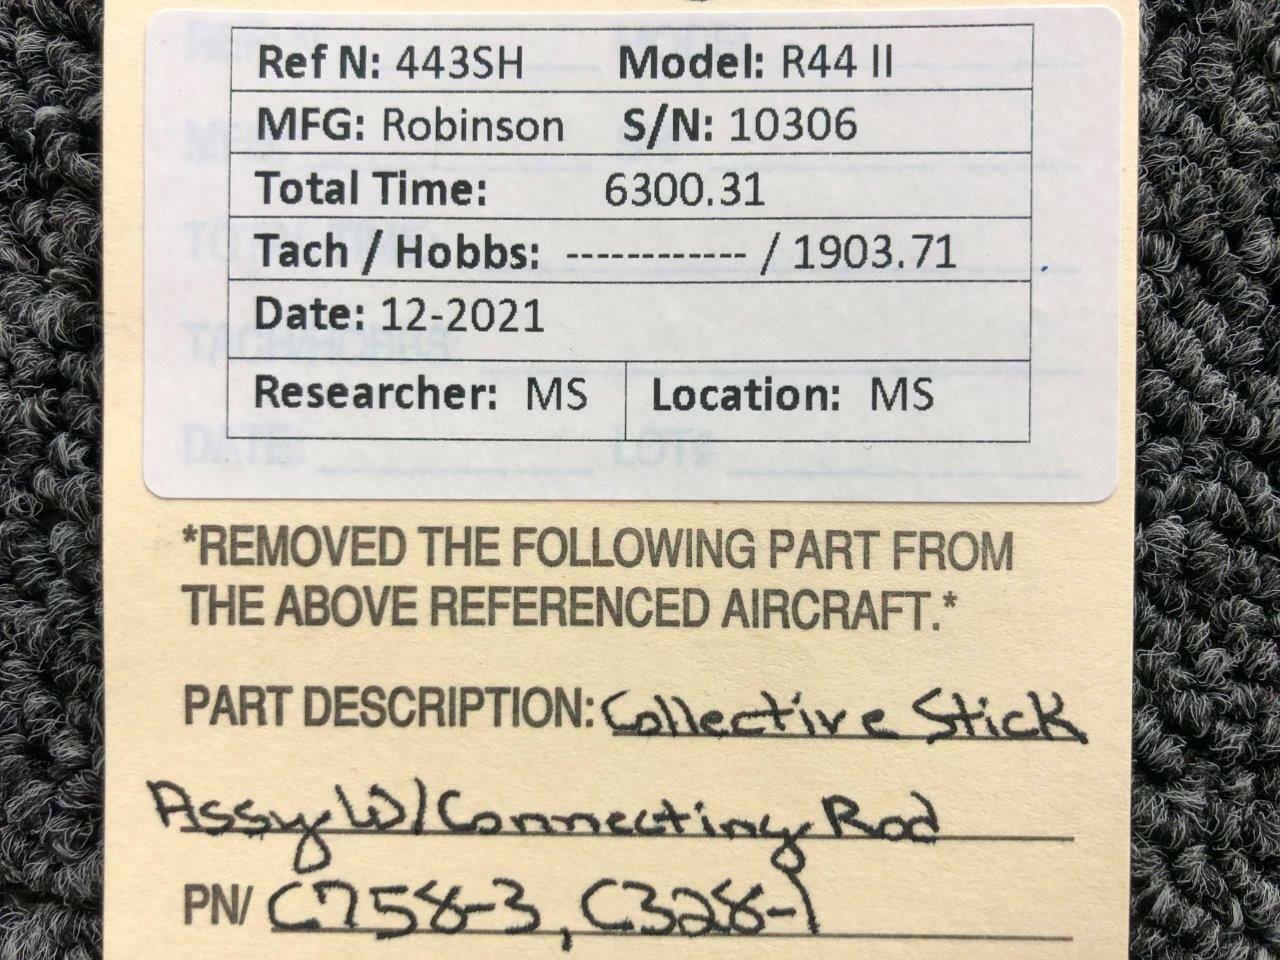 Ref N: 443SH Model: R44 II
MFG: Robinson S/N: 10306
Total Time: 6300.31
Tach / Hobbs: ------------ / 1903.71
Date: 12-2021
Researcher: MS Location: MS
DATE: LOT#
*REMOVED THE FOLLOWING PART FROM
THE ABOVE REFERENCED AIRCRAFT.*
PART DESCRIPTION: Collective Stick
Assy W/Connecting Rod
PN/ C758-3, C328-1